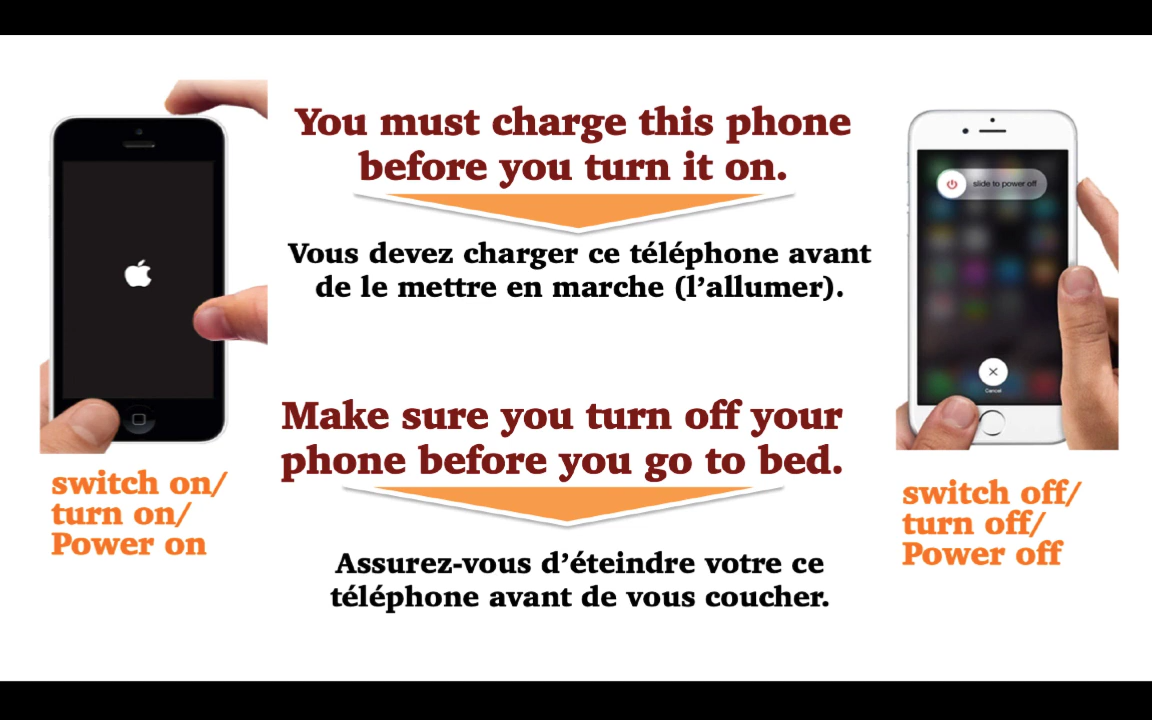 You must charge this phone
before you turn it on.
Vous devez charger ce téléphone avant
de le mettre en marche (l’allumer).
slide to power off
Cancel
Make sure you turn off your
phone before you go to bed.
Assurez-vous d’éteindre votre ce
téléphone avant de vous coucher.
switch on/
turn on/
Power on
switch off/
turn off/
Power off